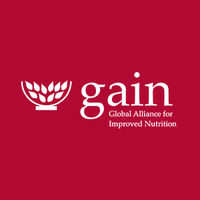 gain
Global Alliance for
Improved Nutrition